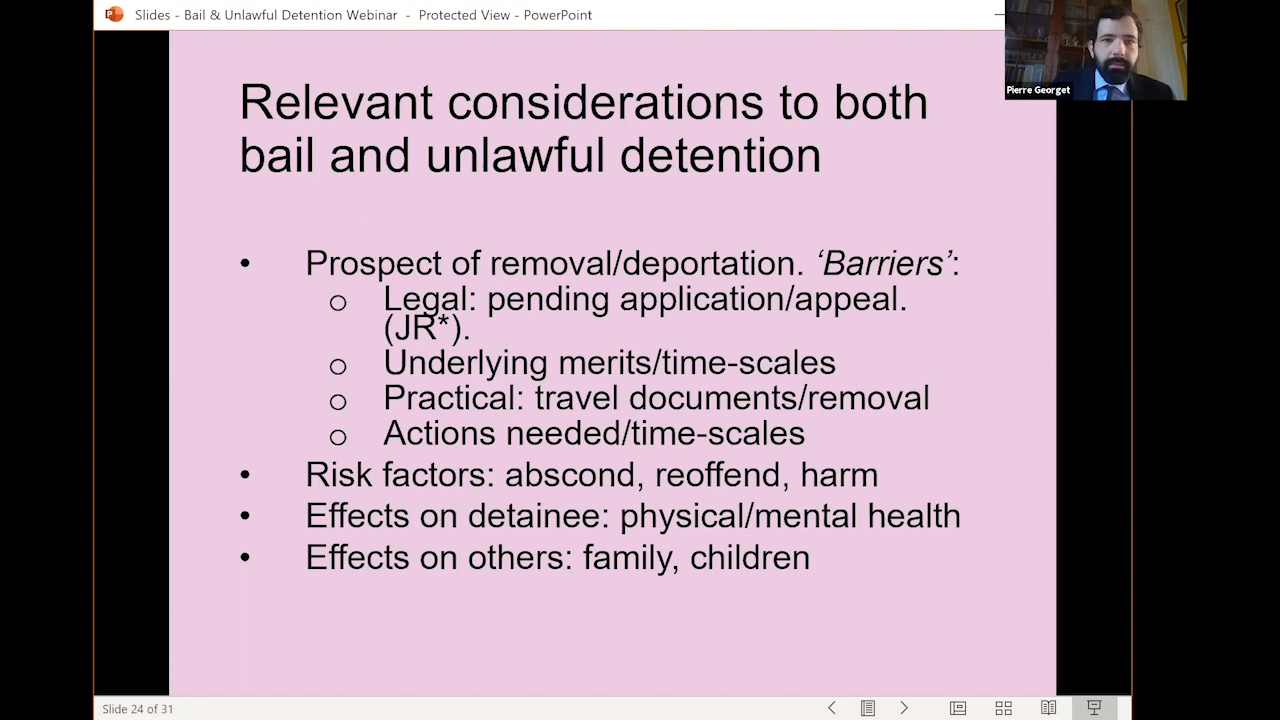 Slides - Bail & Unlawful Detention Webinar - Protected View - PowerPoint
Pierre Georget
Relevant considerations to both
bail and unlawful detention
• Prospect of removal/deportation. ‘Barriers’:
o Legal: pending application/appeal.
(JR*).
o Underlying merits/time-scales
o Practical: travel documents/removal
o Actions needed/time-scales
• Risk factors: abscond, reoffend, harm
• Effects on detainee: physical/mental health
• Effects on others: family, children
Slide 24 of 31